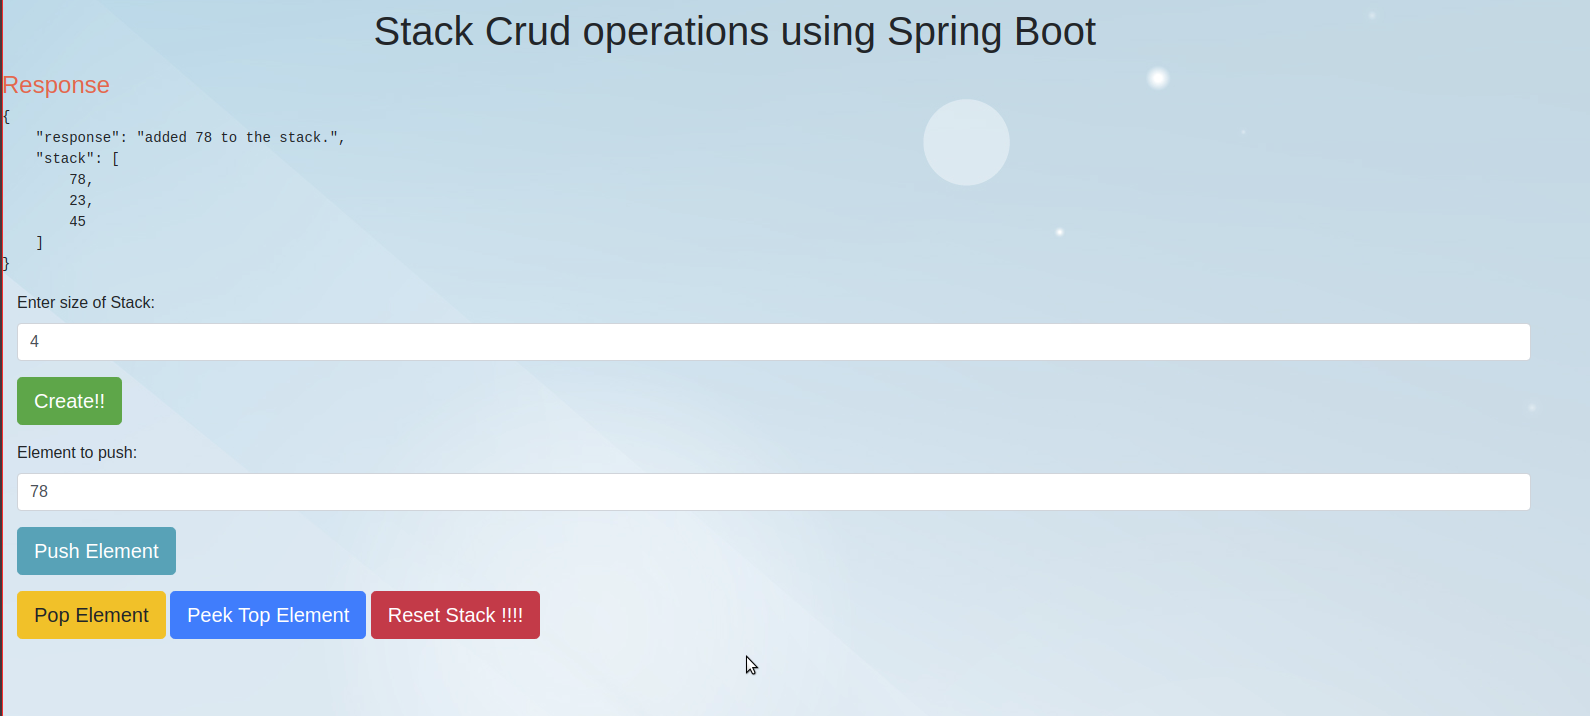 Stack Crud operations using Spring Boot
Response
{
    "response": "added 78 to the stack.",
    "stack": [
        78,
        23,
        45
    ]
}
Enter size of Stack:
4
Create!!
Element to push:
78
Push Element
Pop Element Peek Top Element Reset Stack !!!!